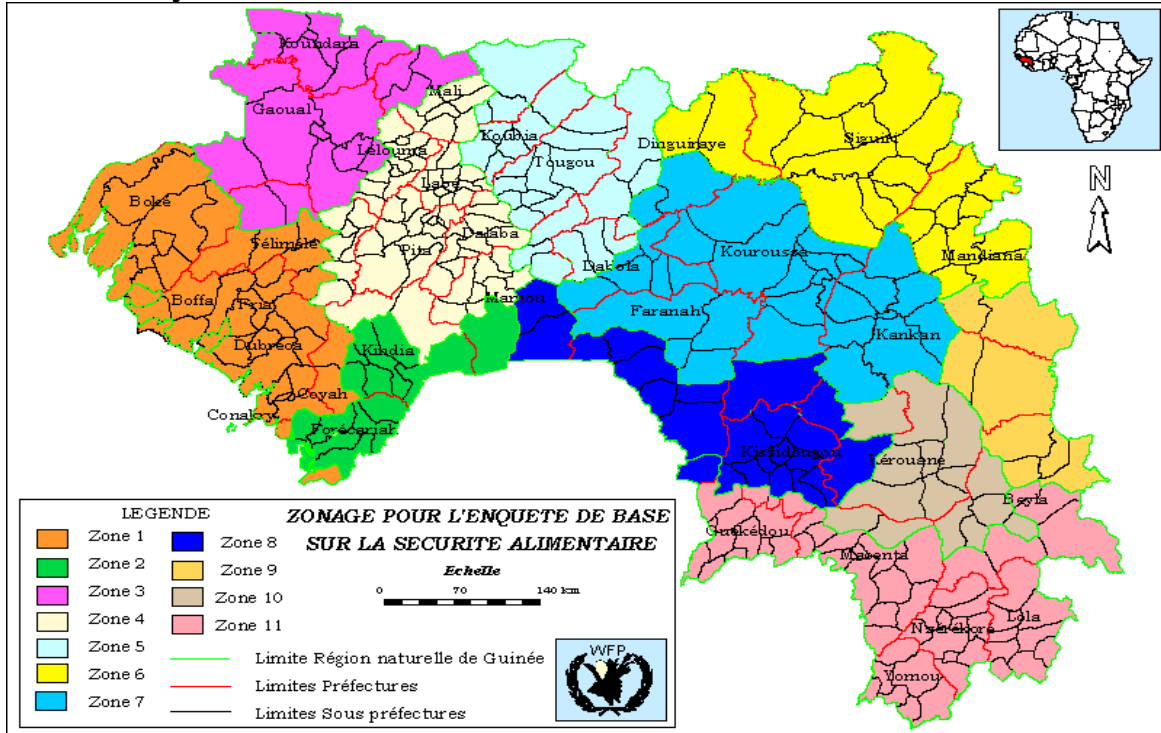 Koundara
Mali
Gaoual
Koubia
Lélouma
Tougou
Dinguiraye
Siguiri
Labé
Boké
Dalaba
Télimélé
Pita
Dabola
Kouroussa
Mandiana
Mamou
Boffa
Fria
Faranah
Dubréca
Kindia
Kankan
Coyah
Conakry
Forécariah
Kissidougou
Kérouane
Beyla
Guékédou
Macenta
N'zérékoré
Lola
Yomou
N
LEGENDE
Zone 1
Zone 2
Zone 3
Zone 4
Zone 5
Zone 6
Zone 7
Zone 8
Zone 9
Zone 10
Zone 11
ZONAGE POUR L'ENQUETE DE BASE
SUR LA SECURITE ALIMENTAIRE
Echelle
0 70 140 km
Limite Région naturelle de Guinée
Limites Préfectures
Limites Sous préfectures
WFP